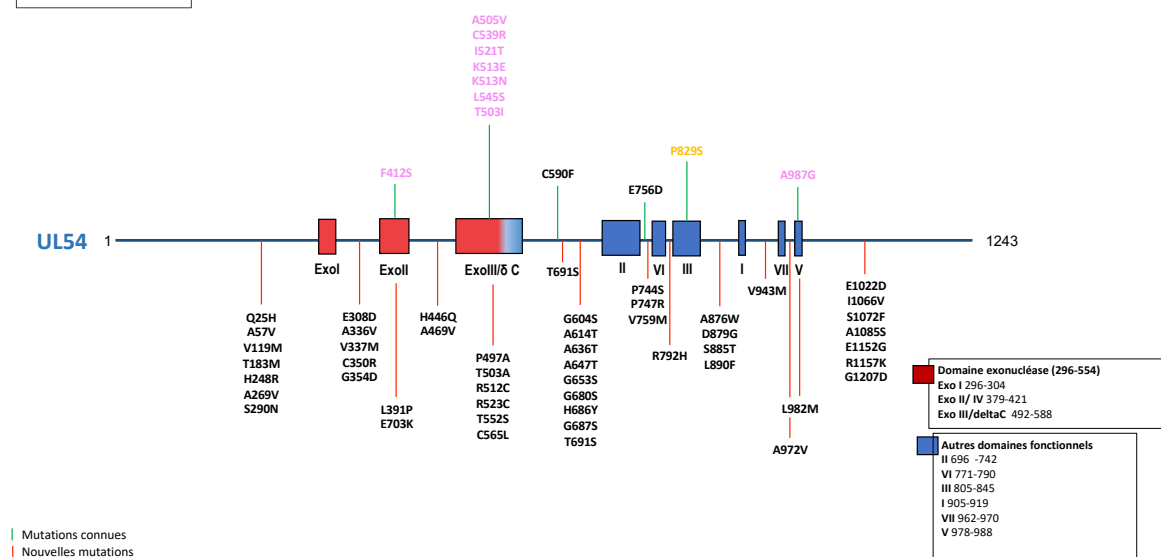 A505V
C539R
I521T
K513E
K513N
L545S
T503I
F412S
C590F
E756D
P829S
A987G
UL54 1
1243
ExoI
ExoII
ExoIII/δ C
II
VI
III
I
VII
V
Q25H
A57V
V119M
T183M
H248R
A269V
S290N
E308D
A336V
V337M
C350R
G354D
L391P
E703K
H446Q
A469V
P497A
T503A
R512C
R523C
T552S
C565L
T691S
G604S
A614T
A636T
A647T
G653S
G680S
H686Y
G687S
T691S
P744S
P747R
V759M
R792H
A876W
D879G
S885T
L890F
V943M
L982M
A972V
E1022D
I1066V
S1072F
A1085S
E1152G
R1157K
G1207D
Domaine exonucléase (296-554)
Exo I 296-304
Exo II/ IV 379-421
Exo III/deltaC 492-588
Autres domaines fonctionnels
II 696 -742
VI 771-790
III 805-845
I 905-919
VII 962-970
V 978-988
Mutations connues
Nouvelles mutations